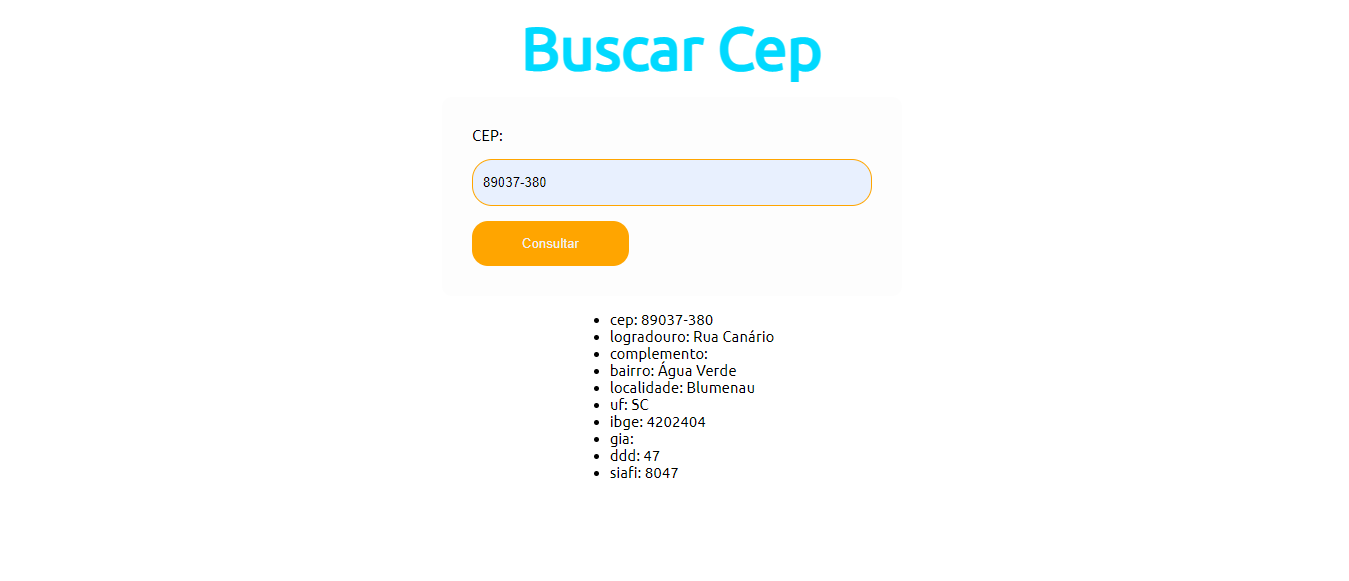 Buscar Cep
CEP:
89037-380
Consultar
cep: 89037-380
logradouro: Rua Canário
complemento:
bairro: Água Verde
localidade: Blumenau
uf: SC
ibge: 4202404
gia:
ddd: 47
siafi: 8047